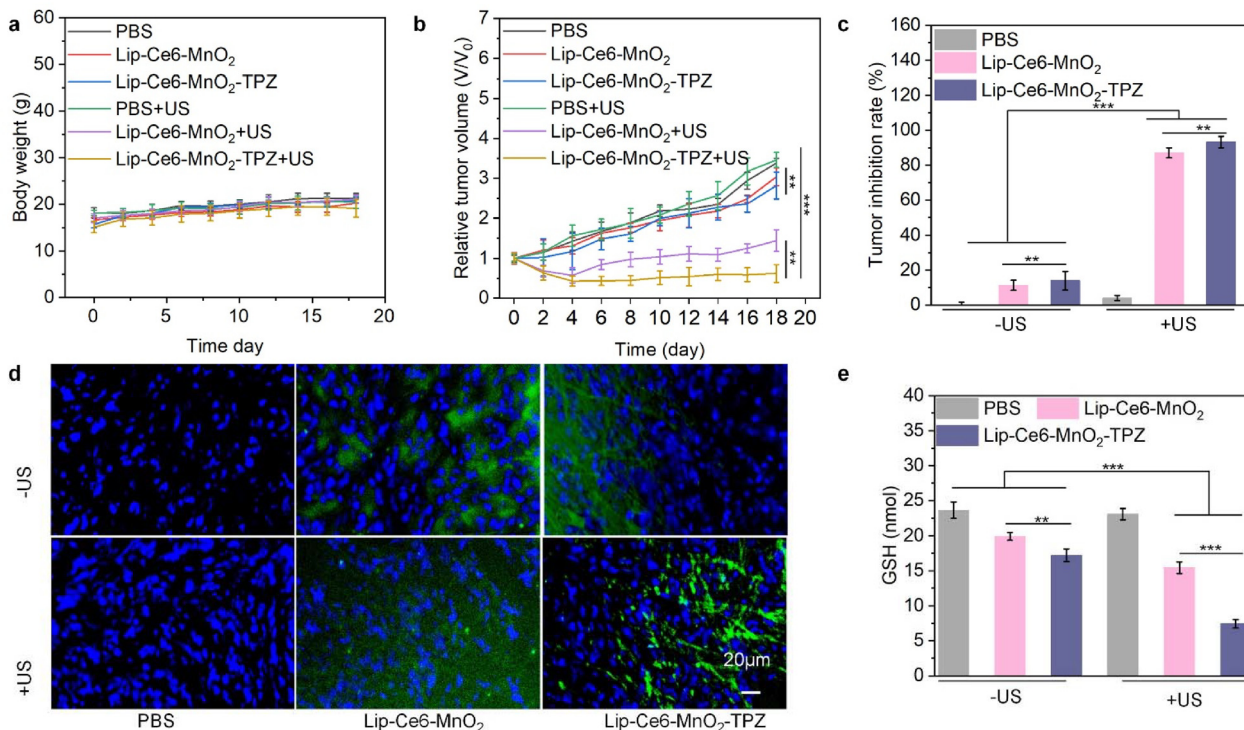 a
60
50
40
30
20
10
0
Body weight (g)
PBS
Lip-Ce6-MnO₂
Lip-Ce6-MnO₂-TPZ
PBS+US
Lip-Ce6-MnO₂+US
Lip-Ce6-MnO₂-TPZ+US
0 5 10 15 20
Time day
b
7
6
5
4
3
2
1
0
Relative tumor volume (V/V₀)
PBS
Lip-Ce6-MnO₂
Lip-Ce6-MnO₂-TPZ
PBS+US
Lip-Ce6-MnO₂+US
Lip-Ce6-MnO₂-TPZ+US
**
***
**
0 2 4 6 8 10 12 14 16 18 20
Time (day)
c
160
140
120
100
80
60
40
20
0
Tumor inhibition rate (%)
PBS
Lip-Ce6-MnO₂
Lip-Ce6-MnO₂-TPZ
***
**
**
-US +US
d
-US
+US
20μm
PBS Lip-Ce6-MnO₂ Lip-Ce6-MnO₂-TPZ
e
40
35
30
25
20
15
10
5
0
GSH (nmol)
PBS Lip-Ce6-MnO₂
Lip-Ce6-MnO₂-TPZ
***
**
***
-US +US